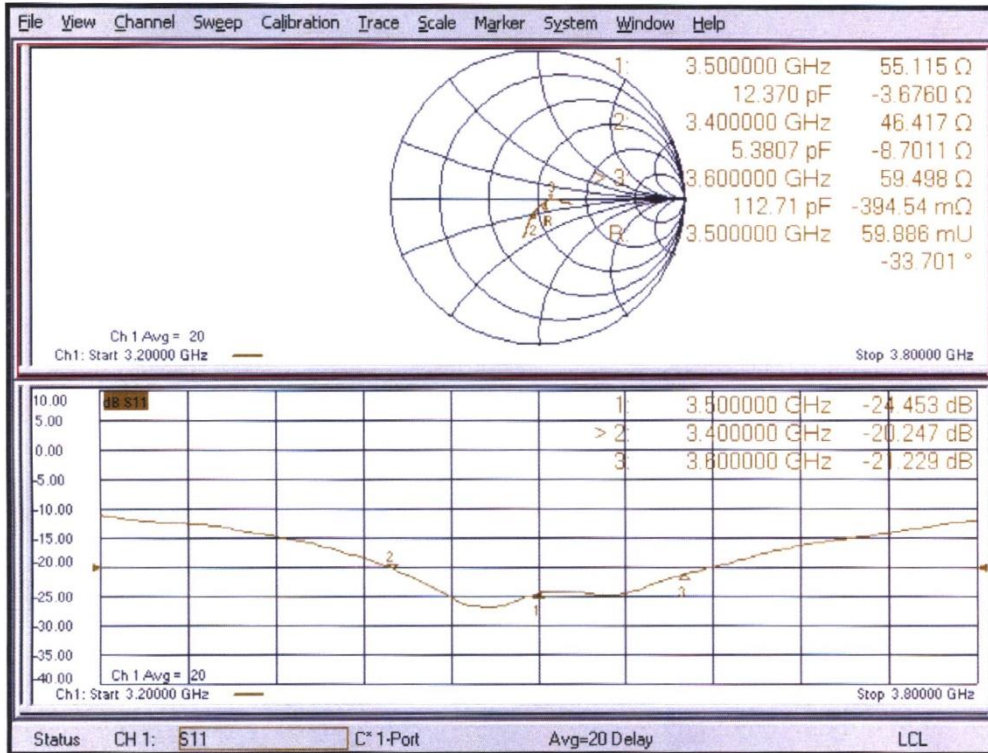 File View Channel Sweep Calibration Trace Scale Marker System Window Help
1: 3.500000 GHz 55.115 Ω
12.370 pF -3.6760 Ω
2: 3.400000 GHz 46.417 Ω
5.3807 pF -8.7011 Ω
> 3: 3.600000 GHz 59.498 Ω
112.71 pF -394.54 mΩ
R: 3.500000 GHz 59.886 mU
-33.701 °
3
2
R
Ch 1 Avg = 20
Ch1: Start 3.20000 GHz Stop 3.80000 GHz
10.00 dB S11
1: 3.500000 GHz -24.453 dB
5.00
> 2: 3.400000 GHz -20.247 dB
0.00
3: 3.600000 GHz -21.229 dB
-5.00
-10.00
-15.00
-20.00
2
-25.00
1
3
-30.00
-35.00
-40.00
Ch 1 Avg = 20
Ch1: Start 3.20000 GHz Stop 3.80000 GHz
Status CH 1: S11 C* 1-Port Avg=20 Delay LCL